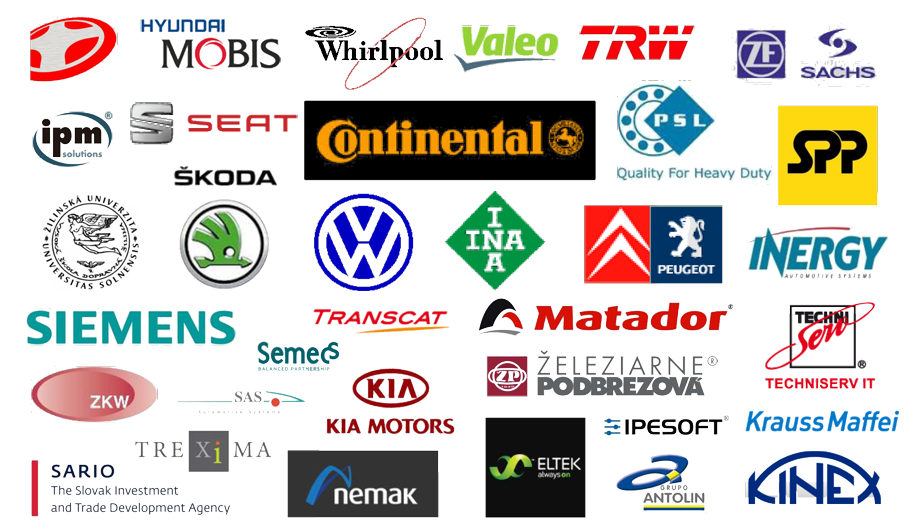 HYUNDAI
MOBIS
Whirlpool
Valeo
TRW
ZF
SACHS
ipm®
solutions
S SEAT
Continental
PSL
Quality For Heavy Duty
SPP
ŠKODA
ŽILINSKÁ UNIVERZITA
UNIVERSITAS SOLNENSIS
VW
INA
INA
PEUGEOT
INERGY
AUTOMOTIVE SYSTEMS
SIEMENS
TRANSCAT
Matador®
TECHNI
Serv
®
TECHNISERV IT
Semecs
BALANCED PARTNERSHIP
ZKW
SAS
Automotive Systems
KIA
KIA MOTORS
ŽP
ŽELEZIARNE®
PODBREZOVÁ
IPESOFT®
KraussMaffei
TREXiMA
SARIO
The Slovak Investment
and Trade Development Agency
nemak
ELTEK
always on
GRUPO
ANTOLIN
KINEX